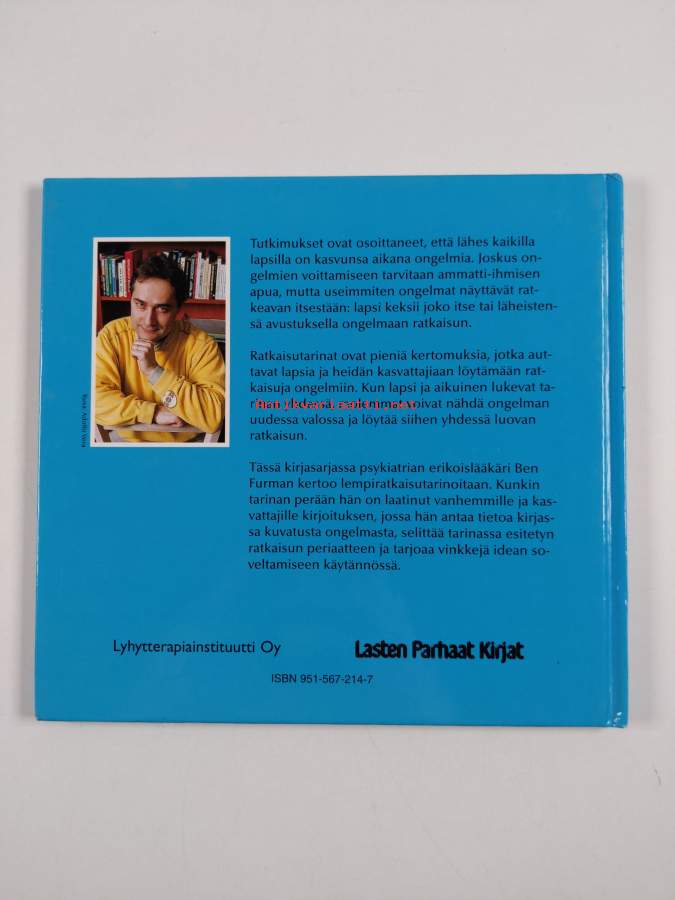 Tutkimukset ovat osoittaneet, että lähes kaikilla
lapsilla on kasvunsa aikana ongelmia. Joskus on-
gelmien voittamiseen tarvitaan ammatti-ihmisen
apua, mutta useimmiten ongelmat näyttävät rat-
keavan itsestään: lapsi keksii joko itse tai läheisten-
sä avustuksella ongelmaan ratkaisun.
Ratkaisutarinat ovat pieniä kertomuksia, jotka aut-
tavat lapsia ja heidän kasvattajiaan löytämään rat-
kaisuja ongelmiin. Kun lapsi ja aikuinen lukevat ta-
rinan yhdessä, voivat nähdä ongelman
uudessa valossa ja löytää siihen yhdessä luovan
ratkaisun.
Tässä kirjasarjassa psykiatrian erikoislääkäri Ben
Furman kertoo lempiratkaisutarinoitaan. Kunkin
tarinan perään hän on laatinut vanhemmille ja kas-
vattajille kirjoituksen, jossa hän antaa tietoa kirjas-
sa kuvatusta ongelmasta, selittää tarinassa esitetyn
ratkaisun periaatteen ja tarjoaa vinkkejä idean so-
veltamiseen käytännössä.
Lyhytterapiainstituutti Oy
Lasten Parhaat Kirjat
ISBN 951-567-214-7